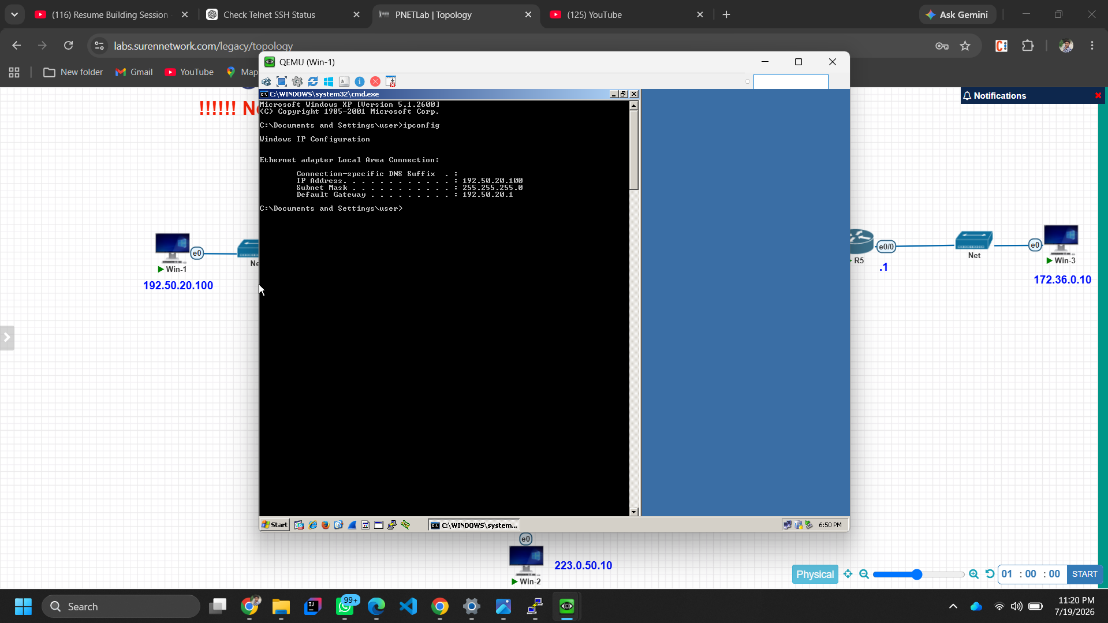 (116) Resume Building Session
Check Telnet SSH Status
PNETLab | Topology
(125) YouTube
Ask Gemini
labs.surennetwork.com/legacy/topology
New folder
Gmail
YouTube
Map
QEMU (Win-1)
Notifications
!!!!!! N
C:\WINDOWS\system32\cmd.exe
Microsoft Windows XP [Version 5.1.2600]
(C) Copyright 1985-2001 Microsoft Corp.
C:\Documents and Settings\user>ipconfig
Windows IP Configuration
Ethernet adapter Local Area Connection:
Connection-specific DNS Suffix . :
IP Address. . . . . . . . . . . . : 192.50.20.100
Subnet Mask . . . . . . . . . . . : 255.255.255.0
Default Gateway . . . . . . . . . : 192.50.20.1
C:\Documents and Settings\user>
e0
Win-1
192.50.20.100
Ne
R5
e0/0
.1
Net
e0
Win-3
172.36.0.10
Start
C:\WINDOWS\system...
6:50 PM
e0
Win-2
223.0.50.10
Physical
01 : 00 : 00
START
Search
99+
11:20 PM
7/19/2026